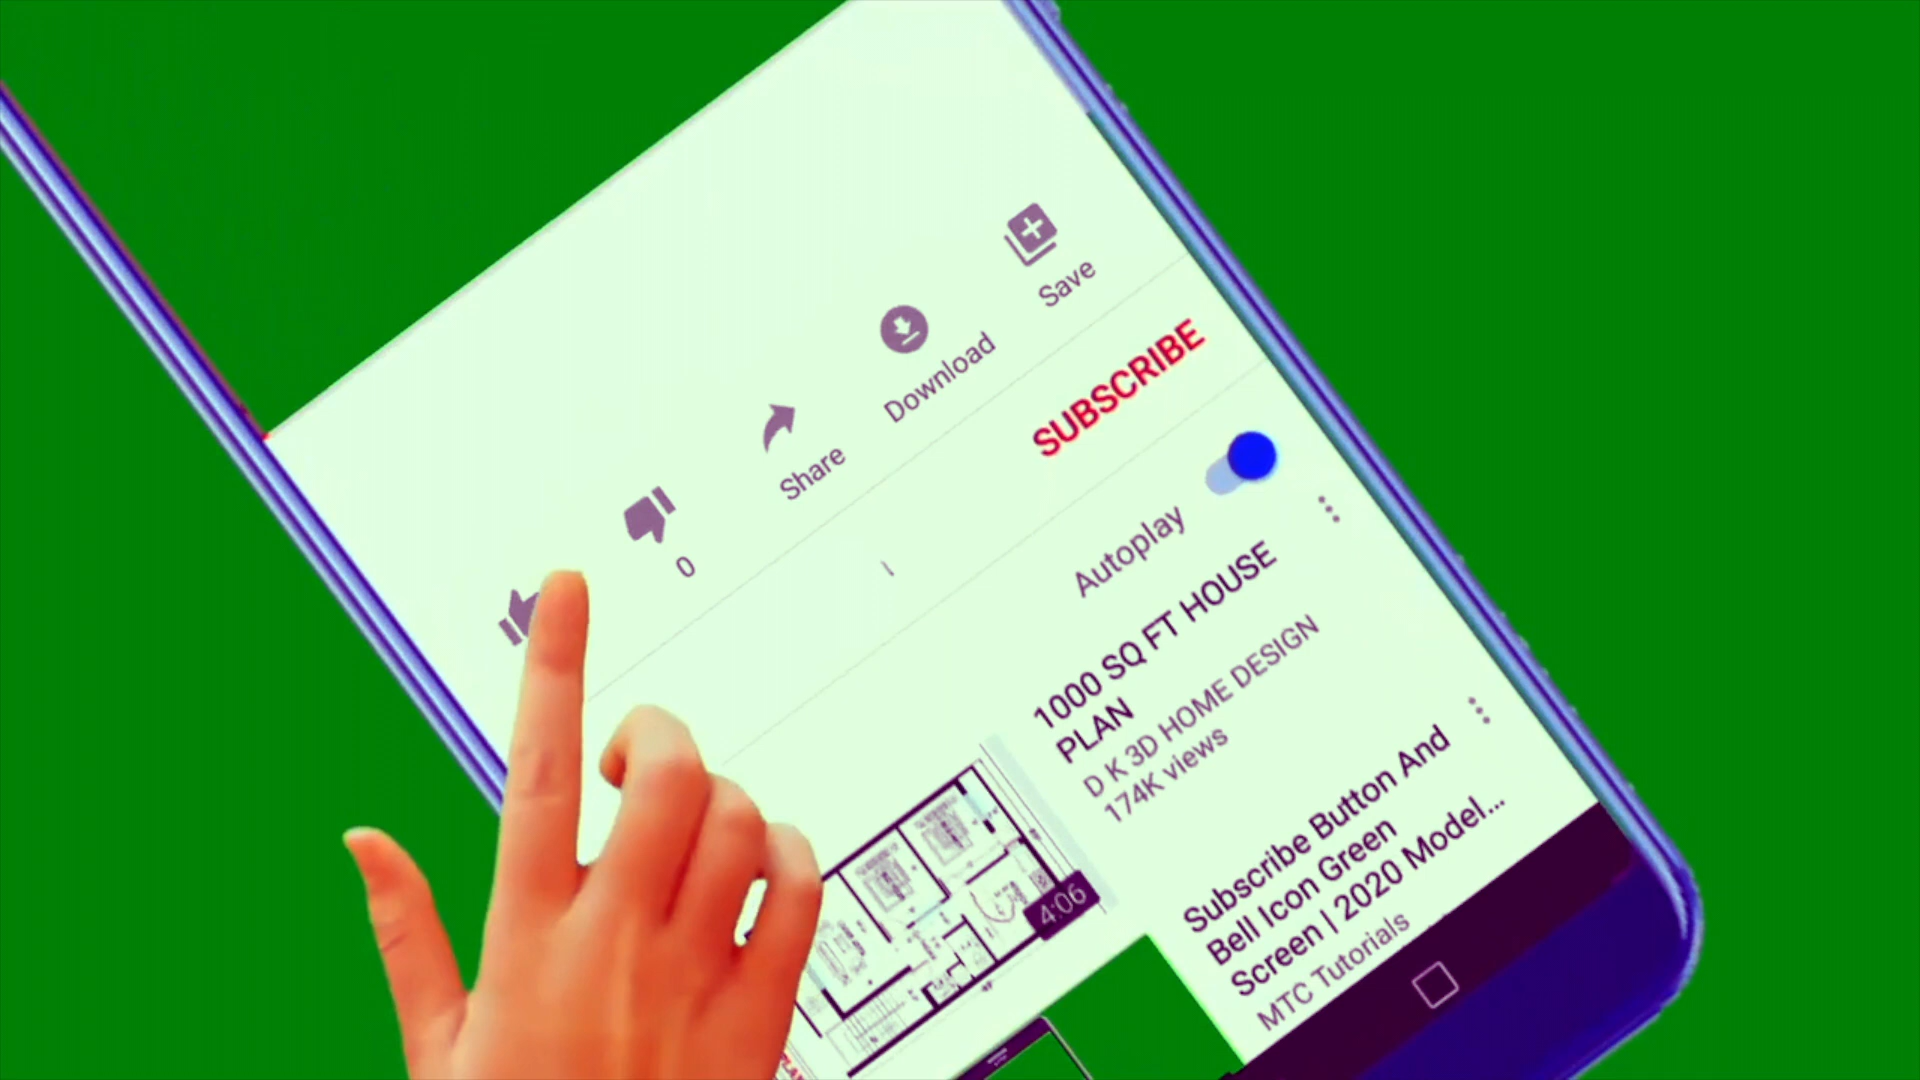 0
Share
Download
Save
SUBSCRIBE
Autoplay
1000 SQ FT HOUSE
PLAN
D K 3D HOME DESIGN
174K views
4:06
Subscribe Button And
Bell Icon Green
Screen | 2020 Model...
MTC Tutorials